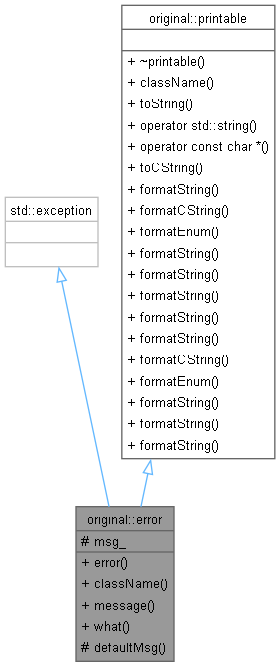 original::printable
+ ~printable()
+ className()
+ toString()
+ operator std::string()
+ operator const char *()
+ toCString()
+ formatString()
+ formatCString()
+ formatEnum()
+ formatString()
+ formatString()
+ formatString()
+ formatString()
+ formatString()
+ formatCString()
+ formatEnum()
+ formatString()
+ formatString()
+ formatString()
std::exception
original::error
# msg_
+ error()
+ className()
+ message()
+ what()
# defaultMsg()